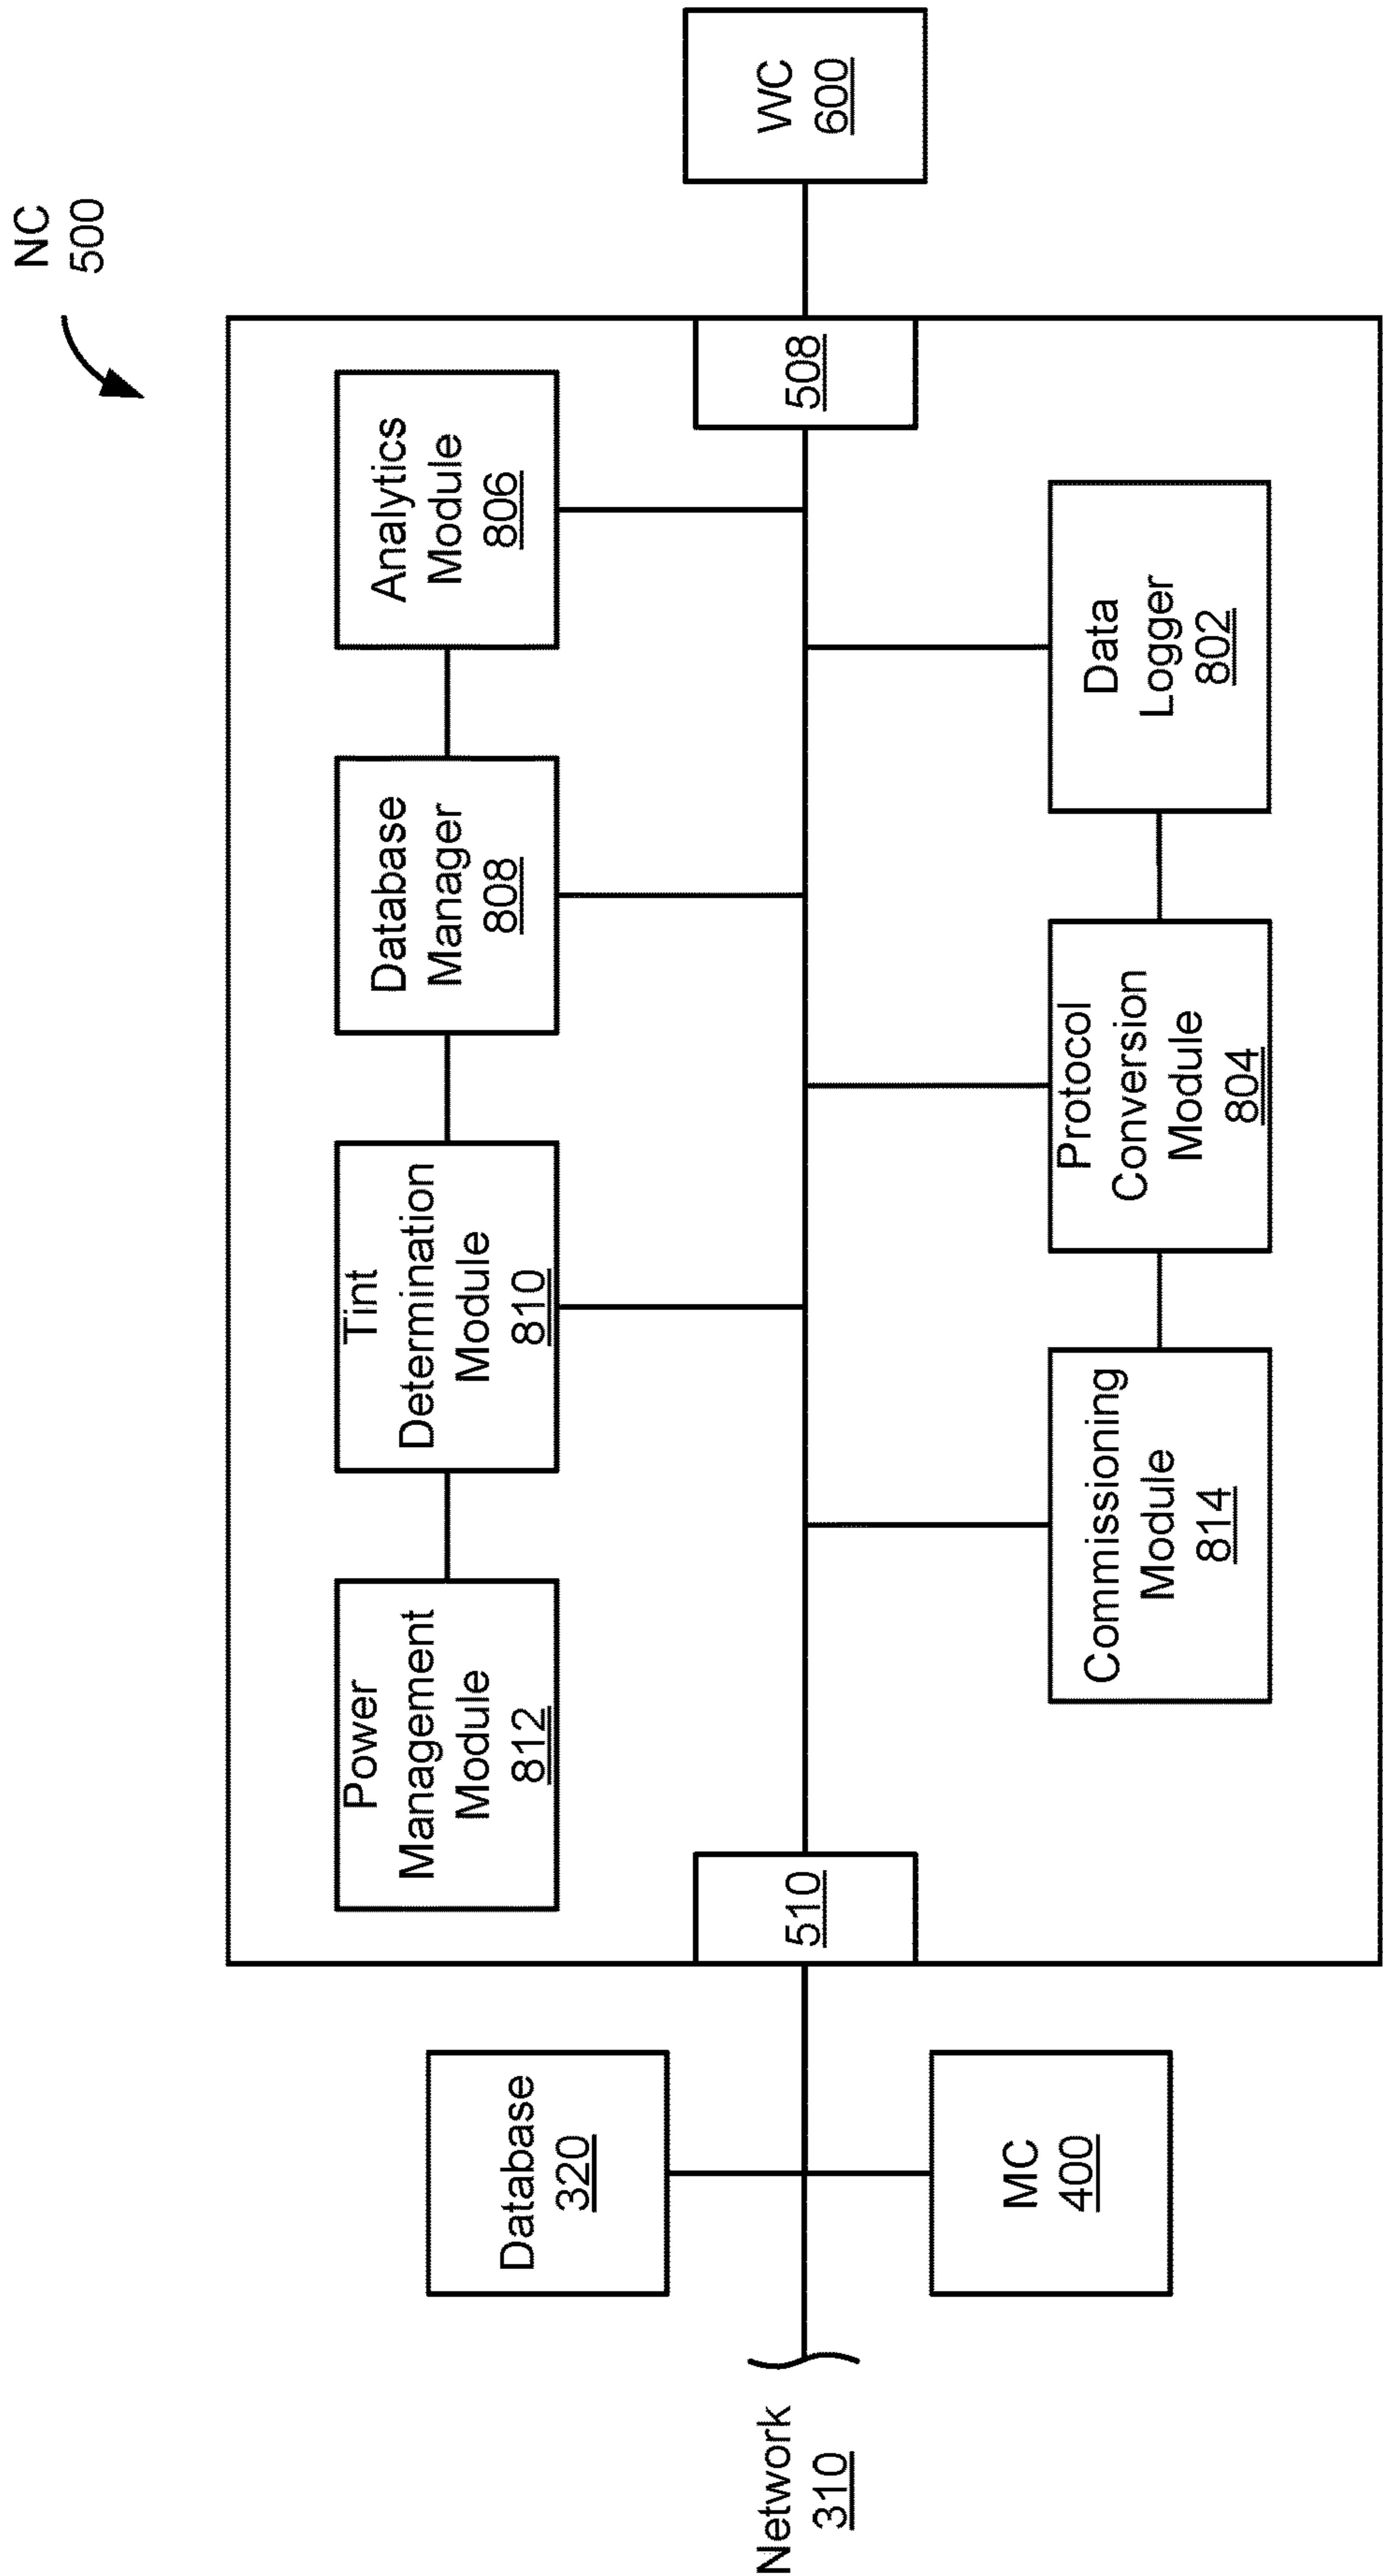 NC
500
Power
Management
Module
812
Tint
Determination
Module
810
Database
Manager
808
Analytics
Module
806
Database
320
Network
310
510
508
WC
600
MC
400
Commissioning
Module
814
Protocol
Conversion
Module
804
Data
Logger
802